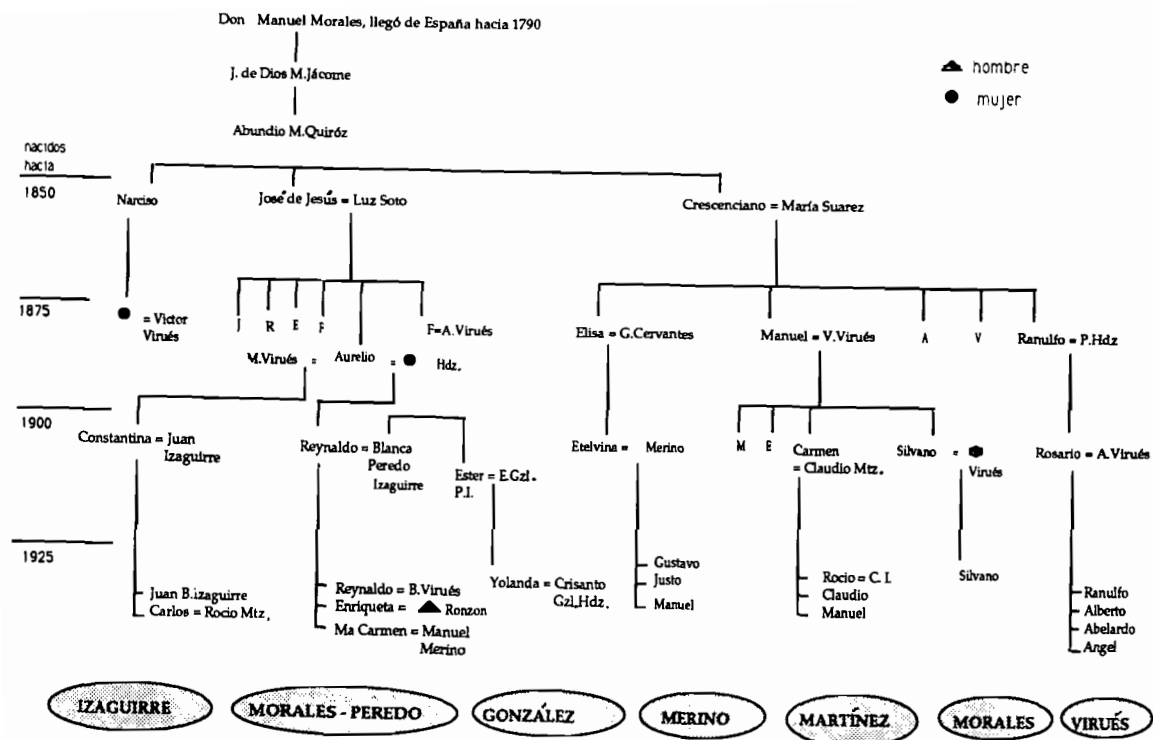 Don Manuel Morales, llegó de España hacia 1790
J. de Dios M.Jácome
hombre
mujer
Abundio M.Quiróz
nacidos
hacia
1850
Narciso
José de Jesús = Luz Soto
Crescenciano = María Suarez
1875
= Victor
Virués
J R E F
F=A.Virués
Elisa = G.Cervantes
Manuel = V.Virués
A V
Ranulfo = P.Hdz
M.Virués = Aurelio = Hdz.
1900
Constantina = Juan
Izaguirre
Reynaldo = Blanca
Peredo
Izaguirre
Ester = E.Gzl.
P.I.
Etelvina = Merino
M E
Carmen
= Claudio Mtz.
Silvano =
Virués
Rosario = A.Virués
1925
Juan B.izaguirre
Carlos = Rocio Mtz.
Reynaldo = B.Virués
Enriqueta = Ronzon
Ma Carmen = Manuel
Merino
Yolanda = Crisanto
Gzl.Hdz.
Gustavo
Justo
Manuel
Rocio = C. I.
Claudio
Manuel
Silvano
Ranulfo
Alberto
Abelardo
Angel
IZAGUIRRE
MORALES - PEREDO
GONZÁLEZ
MERINO
MARTÍNEZ
MORALES
VIRUÉS